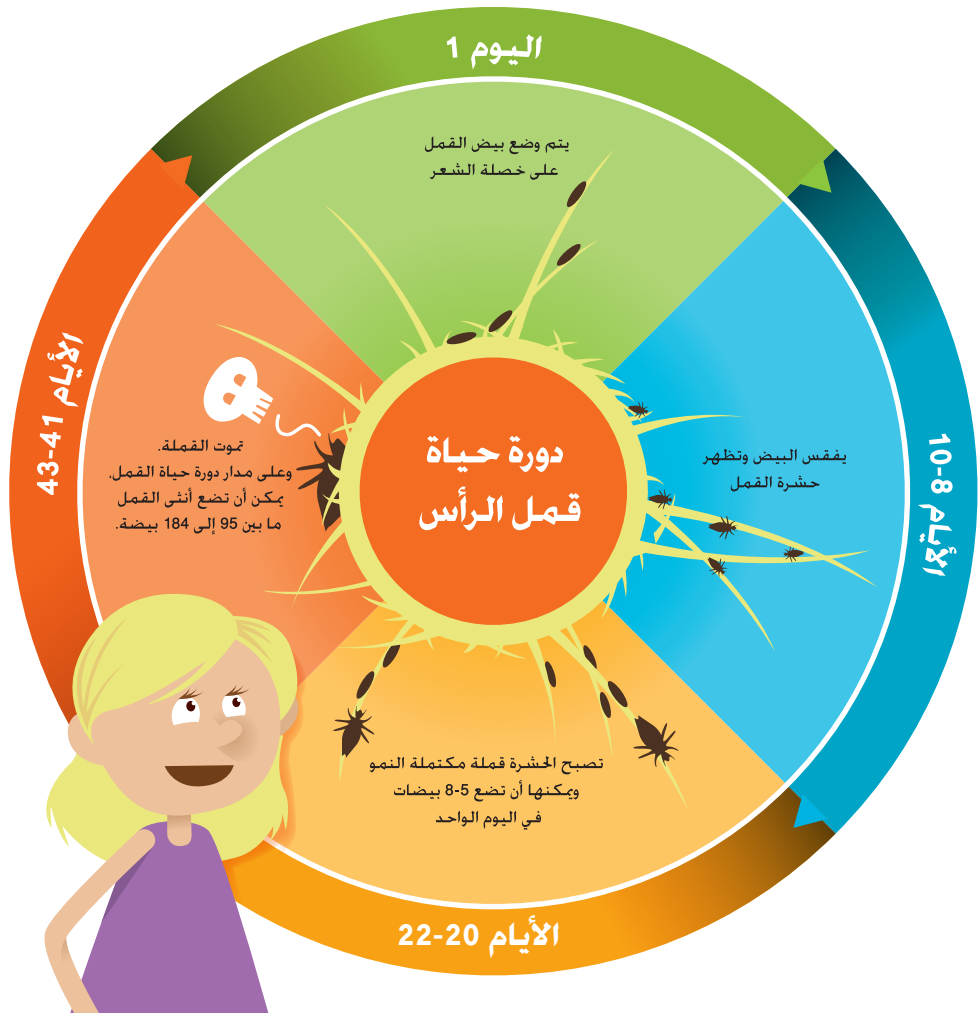 دورة حياة
قمل الرأس
اليوم 1
يتم وضع بيض القمل
على خصلة الشعر
الأيام 8-10
يفقس البيض وتظهر
حشرة القمل
الأيام 20-22
تصبح الحشرة قملة مكتملة النمو
ويمكنها أن تضع 5-8 بيضات
في اليوم الواحد
الأيام 41-43
تموت القملة.
وعلى مدار دورة حياة القمل،
يمكن أن تضع أنثى القمل
ما بين 95 إلى 184 بيضة.